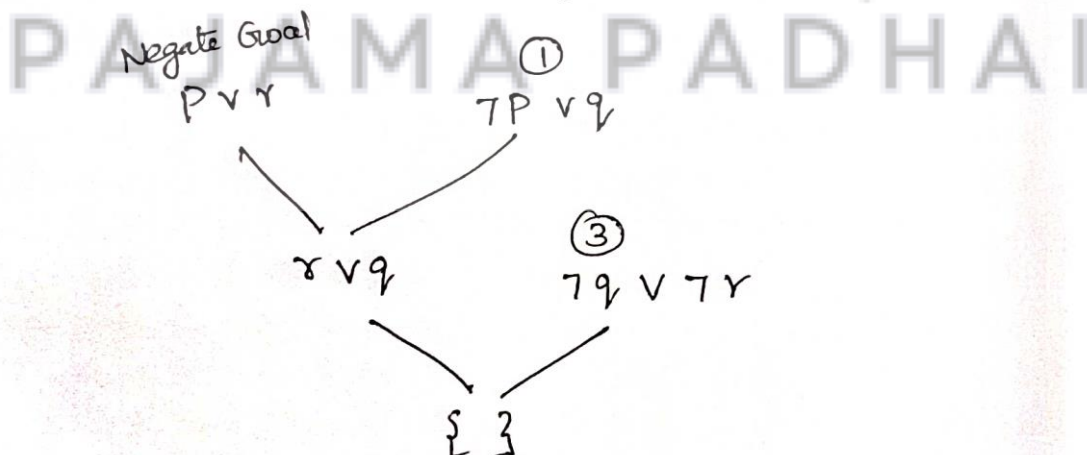 PAJAMA PADHAI
Negate Goal
①
P ∨ r
¬P ∨ q
③
r ∨ q
¬q ∨ ¬r
{ }